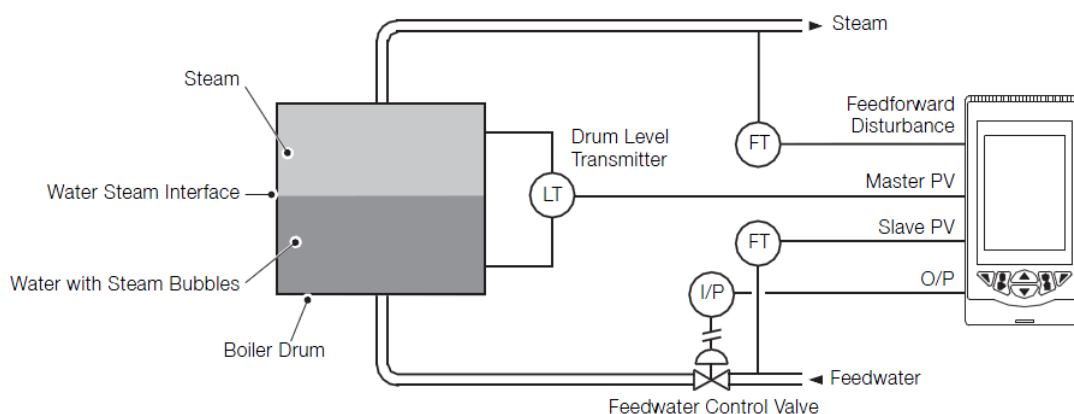 Steam
Steam
Feedforward
Disturbance
FT
Drum Level
Transmitter
Water Steam Interface
LT
Master PV
FT
Slave PV
Water with Steam Bubbles
I/P
O/P
Boiler Drum
Feedwater
Feedwater Control Valve